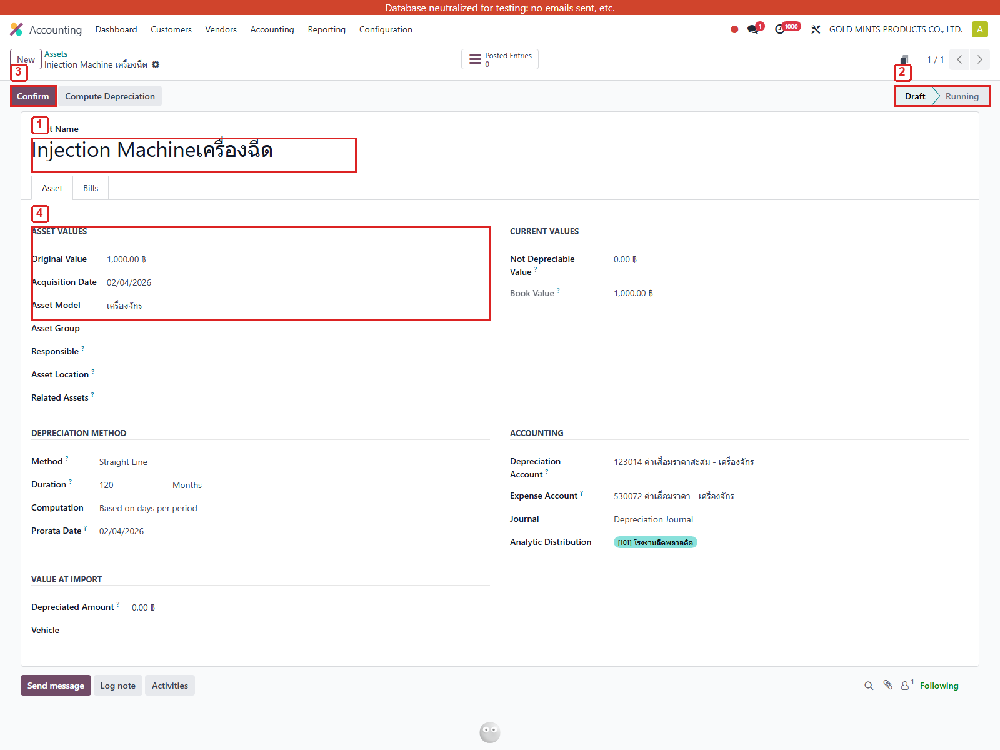 Database neutralized for testing: no emails sent, etc.
Accounting Dashboard Customers Vendors Accounting Reporting Configuration 1 1000 GOLD MINTS PRODUCTS CO., LTD. A
New
Assets
Injection Machine เครื่องฉีด
Posted Entries
0
1 / 1
3
2
Confirm
Compute Depreciation
Draft
Running
1
t Name
Injection Machineเครื่องฉีด
Asset
Bills
4
ASSET VALUES
Original Value 1,000.00 ฿
Acquisition Date 02/04/2026
Asset Model เครื่องจักร
Asset Group
Responsible ?
Asset Location ?
Related Assets ?
CURRENT VALUES
Not Depreciable
Value ? 0.00 ฿
Book Value ? 1,000.00 ฿
DEPRECIATION METHOD
Method ? Straight Line
Duration ? 120 Months
Computation Based on days per period
Prorata Date ? 02/04/2026
ACCOUNTING
Depreciation
Account ? 123014 ค่าเสื่อมราคาสะสม - เครื่องจักร
Expense Account ? 530072 ค่าเสื่อมราคา - เครื่องจักร
Journal Depreciation Journal
Analytic Distribution [101] โรงงานฉีดพลาสติค
VALUE AT IMPORT
Depreciated Amount ? 0.00 ฿
Vehicle
Send message
Log note
Activities
1
Following